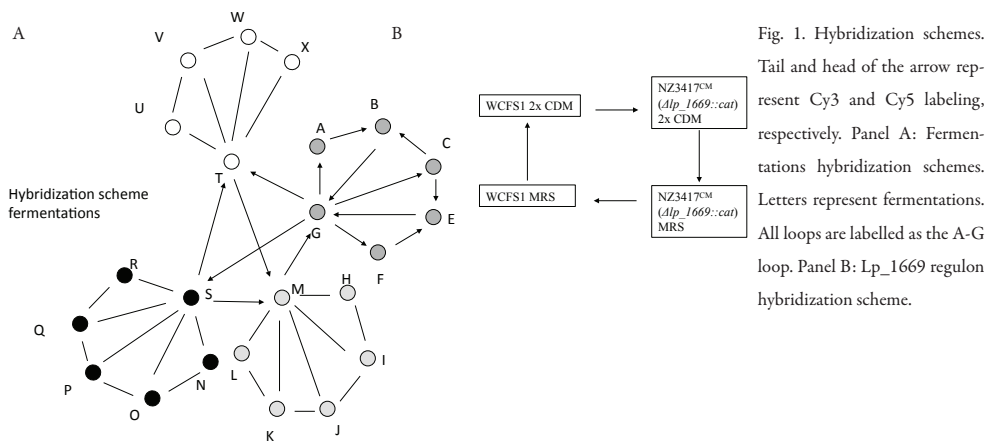 A
B
W
V
X
U
T
Hybridization scheme
fermentations
A
B
C
E
G
F
R
S
Q
P
O
N
M
H
L
I
K
J
WCFS1 2x CDM
NZ3417CM
(Δlp_1669::cat)
2x CDM
WCFS1 MRS
NZ3417CM
(Δlp_1669::cat)
MRS
Fig. 1. Hybridization schemes.
Tail and head of the arrow rep-
resent Cy3 and Cy5 labeling,
respectively. Panel A: Fermen-
tations hybridization schemes.
Letters represent fermentations.
All loops are labelled as the A-G
loop. Panel B: Lp_1669 regulon
hybridization scheme.